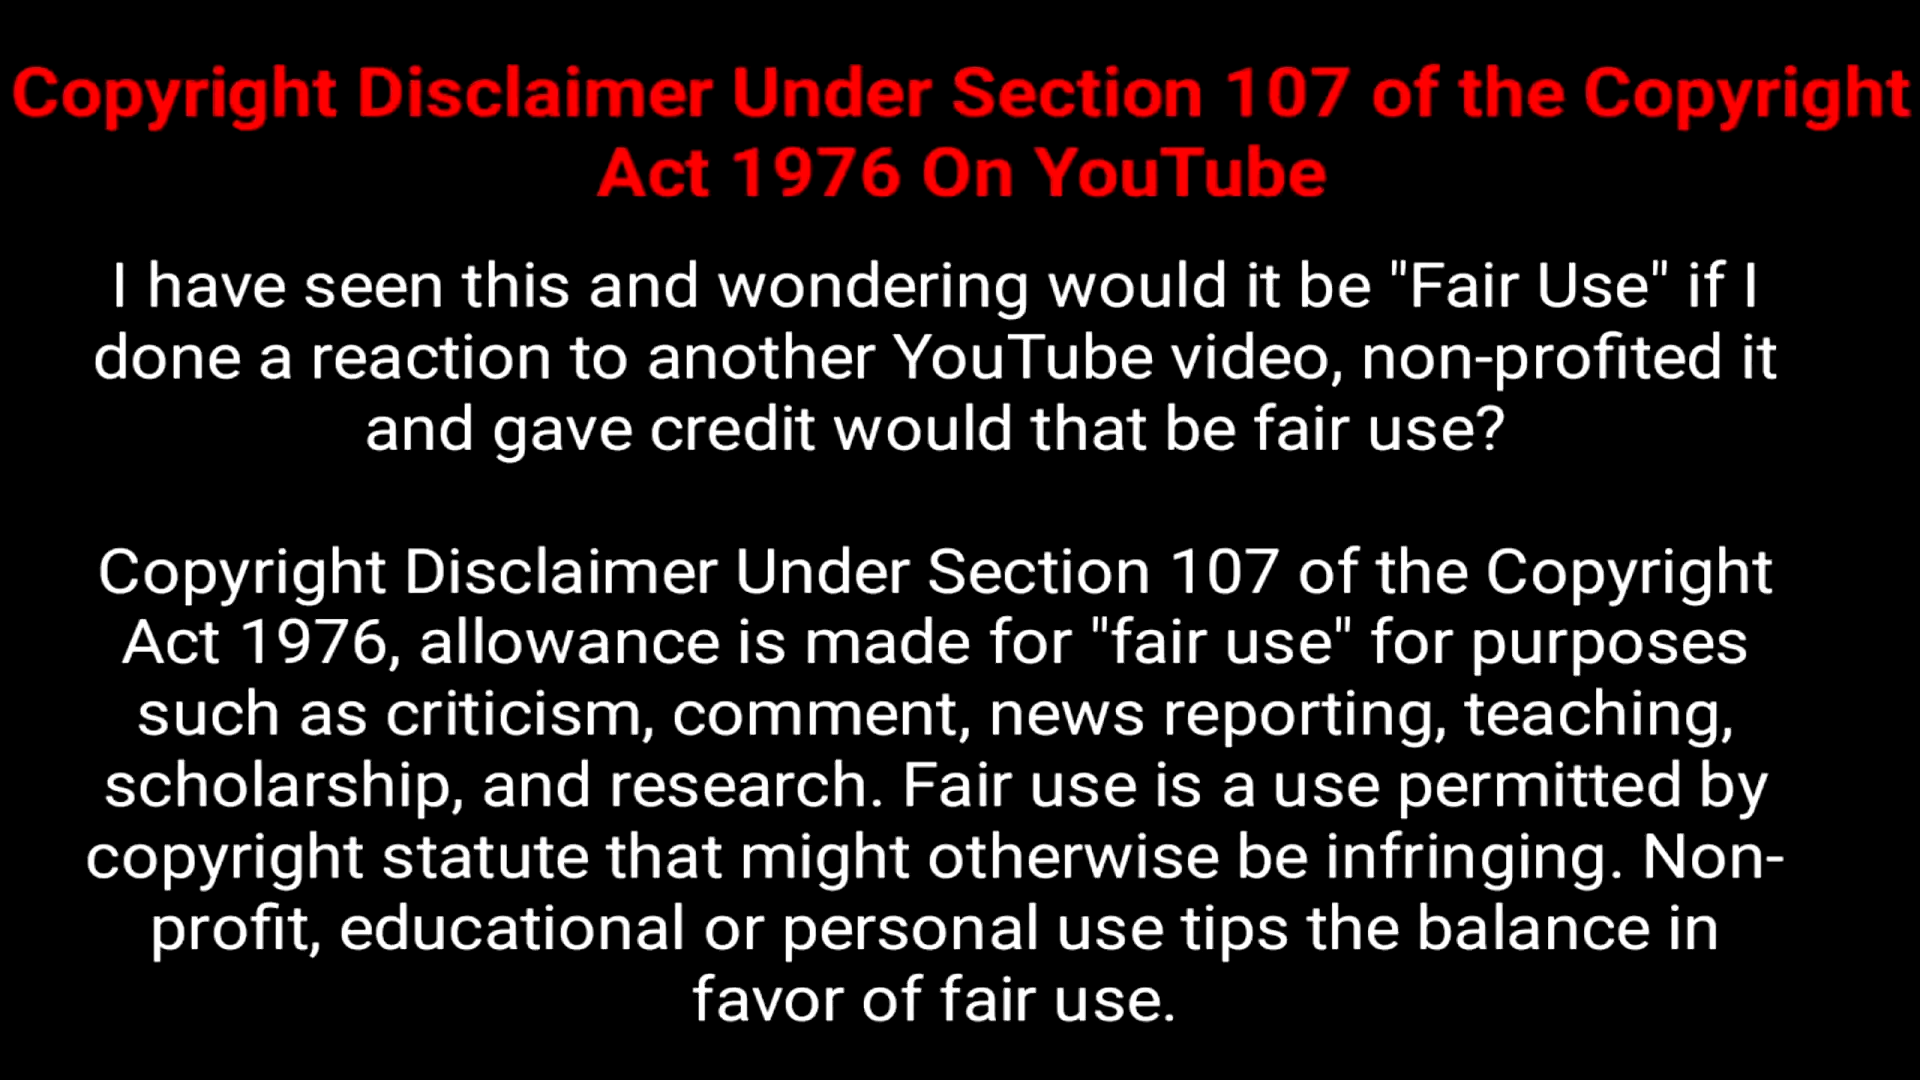 Copyright Disclaimer Under Section 107 of the Copyright
Act 1976 On YouTube
I have seen this and wondering would it be "Fair Use" if I
done a reaction to another YouTube video, non-profited it
and gave credit would that be fair use?
Copyright Disclaimer Under Section 107 of the Copyright
Act 1976, allowance is made for "fair use" for purposes
such as criticism, comment, news reporting, teaching,
scholarship, and research. Fair use is a use permitted by
copyright statute that might otherwise be infringing. Non-
profit, educational or personal use tips the balance in
favor of fair use.